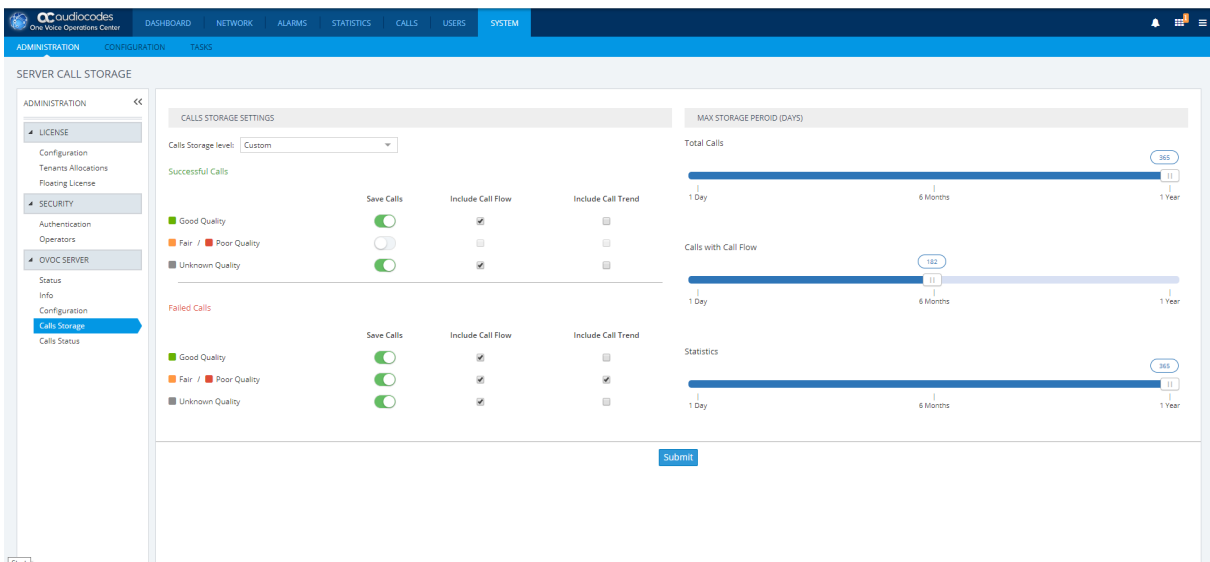 audiocodes
One Voice Operations Center
DASHBOARD NETWORK ALARMS STATISTICS CALLS USERS SYSTEM
ADMINISTRATION CONFIGURATION TASKS
SERVER CALL STORAGE
ADMINISTRATION
LICENSE
Configuration
Tenants Allocations
Floating License
SECURITY
Authentication
Operators
OVOC SERVER
Status
Info
Configuration
Calls Storage
Calls Status
CALLS STORAGE SETTINGS
Calls Storage level: Custom
Successful Calls
Save Calls Include Call Flow Include Call Trend
Good Quality
Fair / Poor Quality
Unknown Quality
Failed Calls
Save Calls Include Call Flow Include Call Trend
Good Quality
Fair / Poor Quality
Unknown Quality
MAX STORAGE PEROID (DAYS)
Total Calls
365
1 Day 6 Months 1 Year
Calls with Call Flow
182
1 Day 6 Months 1 Year
Statistics
365
1 Day 6 Months 1 Year
Submit